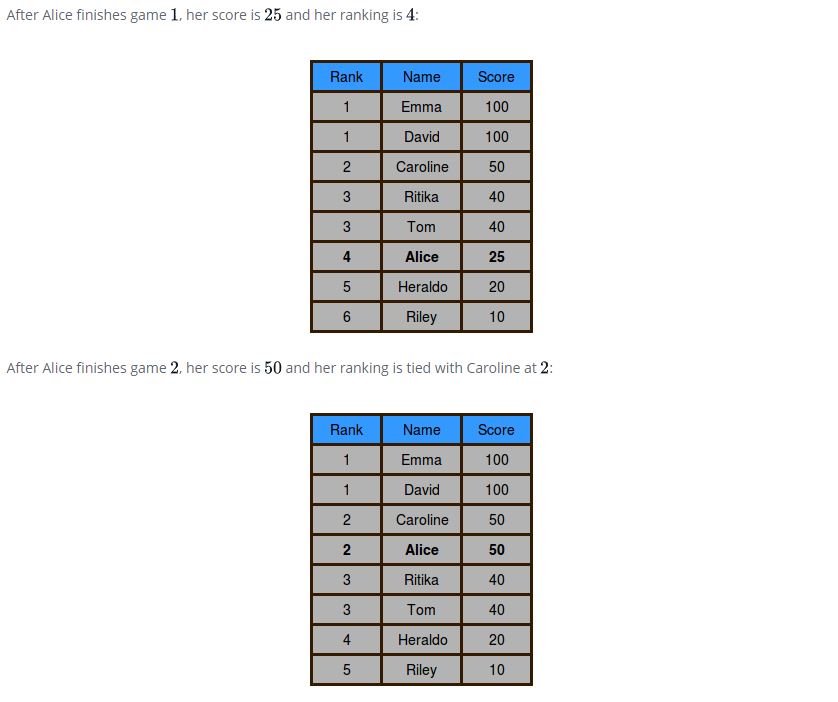 After Alice finishes game 1, her score is 25 and her ranking is 4:
Rank Name Score
1 Emma 100
1 David 100
2 Caroline 50
3 Ritika 40
3 Tom 40
4 Alice 25
5 Heraldo 20
6 Riley 10
After Alice finishes game 2, her score is 50 and her ranking is tied with Caroline at 2:
Rank Name Score
1 Emma 100
1 David 100
2 Caroline 50
2 Alice 50
3 Ritika 40
3 Tom 40
4 Heraldo 20
5 Riley 10